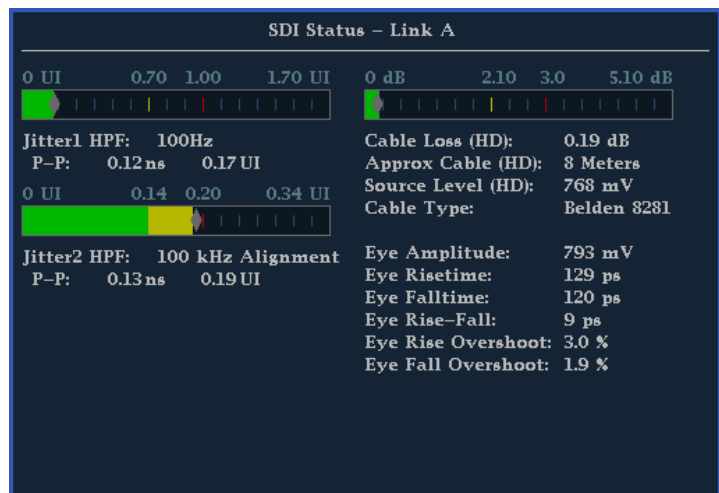 SDI Status – Link A
0 UI 0.70 1.00 1.70 UI
Jitter1 HPF: 100Hz
P–P: 0.12 ns 0.17 UI
0 UI 0.14 0.20 0.34 UI
Jitter2 HPF: 100 kHz Alignment
P–P: 0.13 ns 0.19 UI
0 dB 2.10 3.0 5.10 dB
Cable Loss (HD): 0.19 dB
Approx Cable (HD): 8 Meters
Source Level (HD): 768 mV
Cable Type: Belden 8281
Eye Amplitude: 793 mV
Eye Risetime: 129 ps
Eye Falltime: 120 ps
Eye Rise–Fall: 9 ps
Eye Rise Overshoot: 3.0 %
Eye Fall Overshoot: 1.9 %